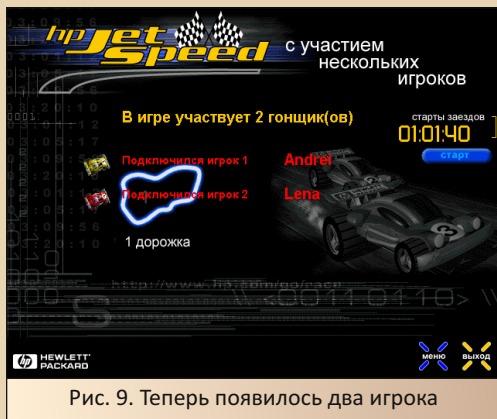 hp jet speed
с участием
нескольких
игроков
В игре участвует 2 гонщик(ов)
старты заездов
01:01:40
старт
Подключился игрок 1 Andrei
Подключился игрок 2 Lena
1 дорожка
http://www.hp.com/go/race
hp HEWLETT®
PACKARD
меню
выход
Рис. 9. Теперь появилось два игрока